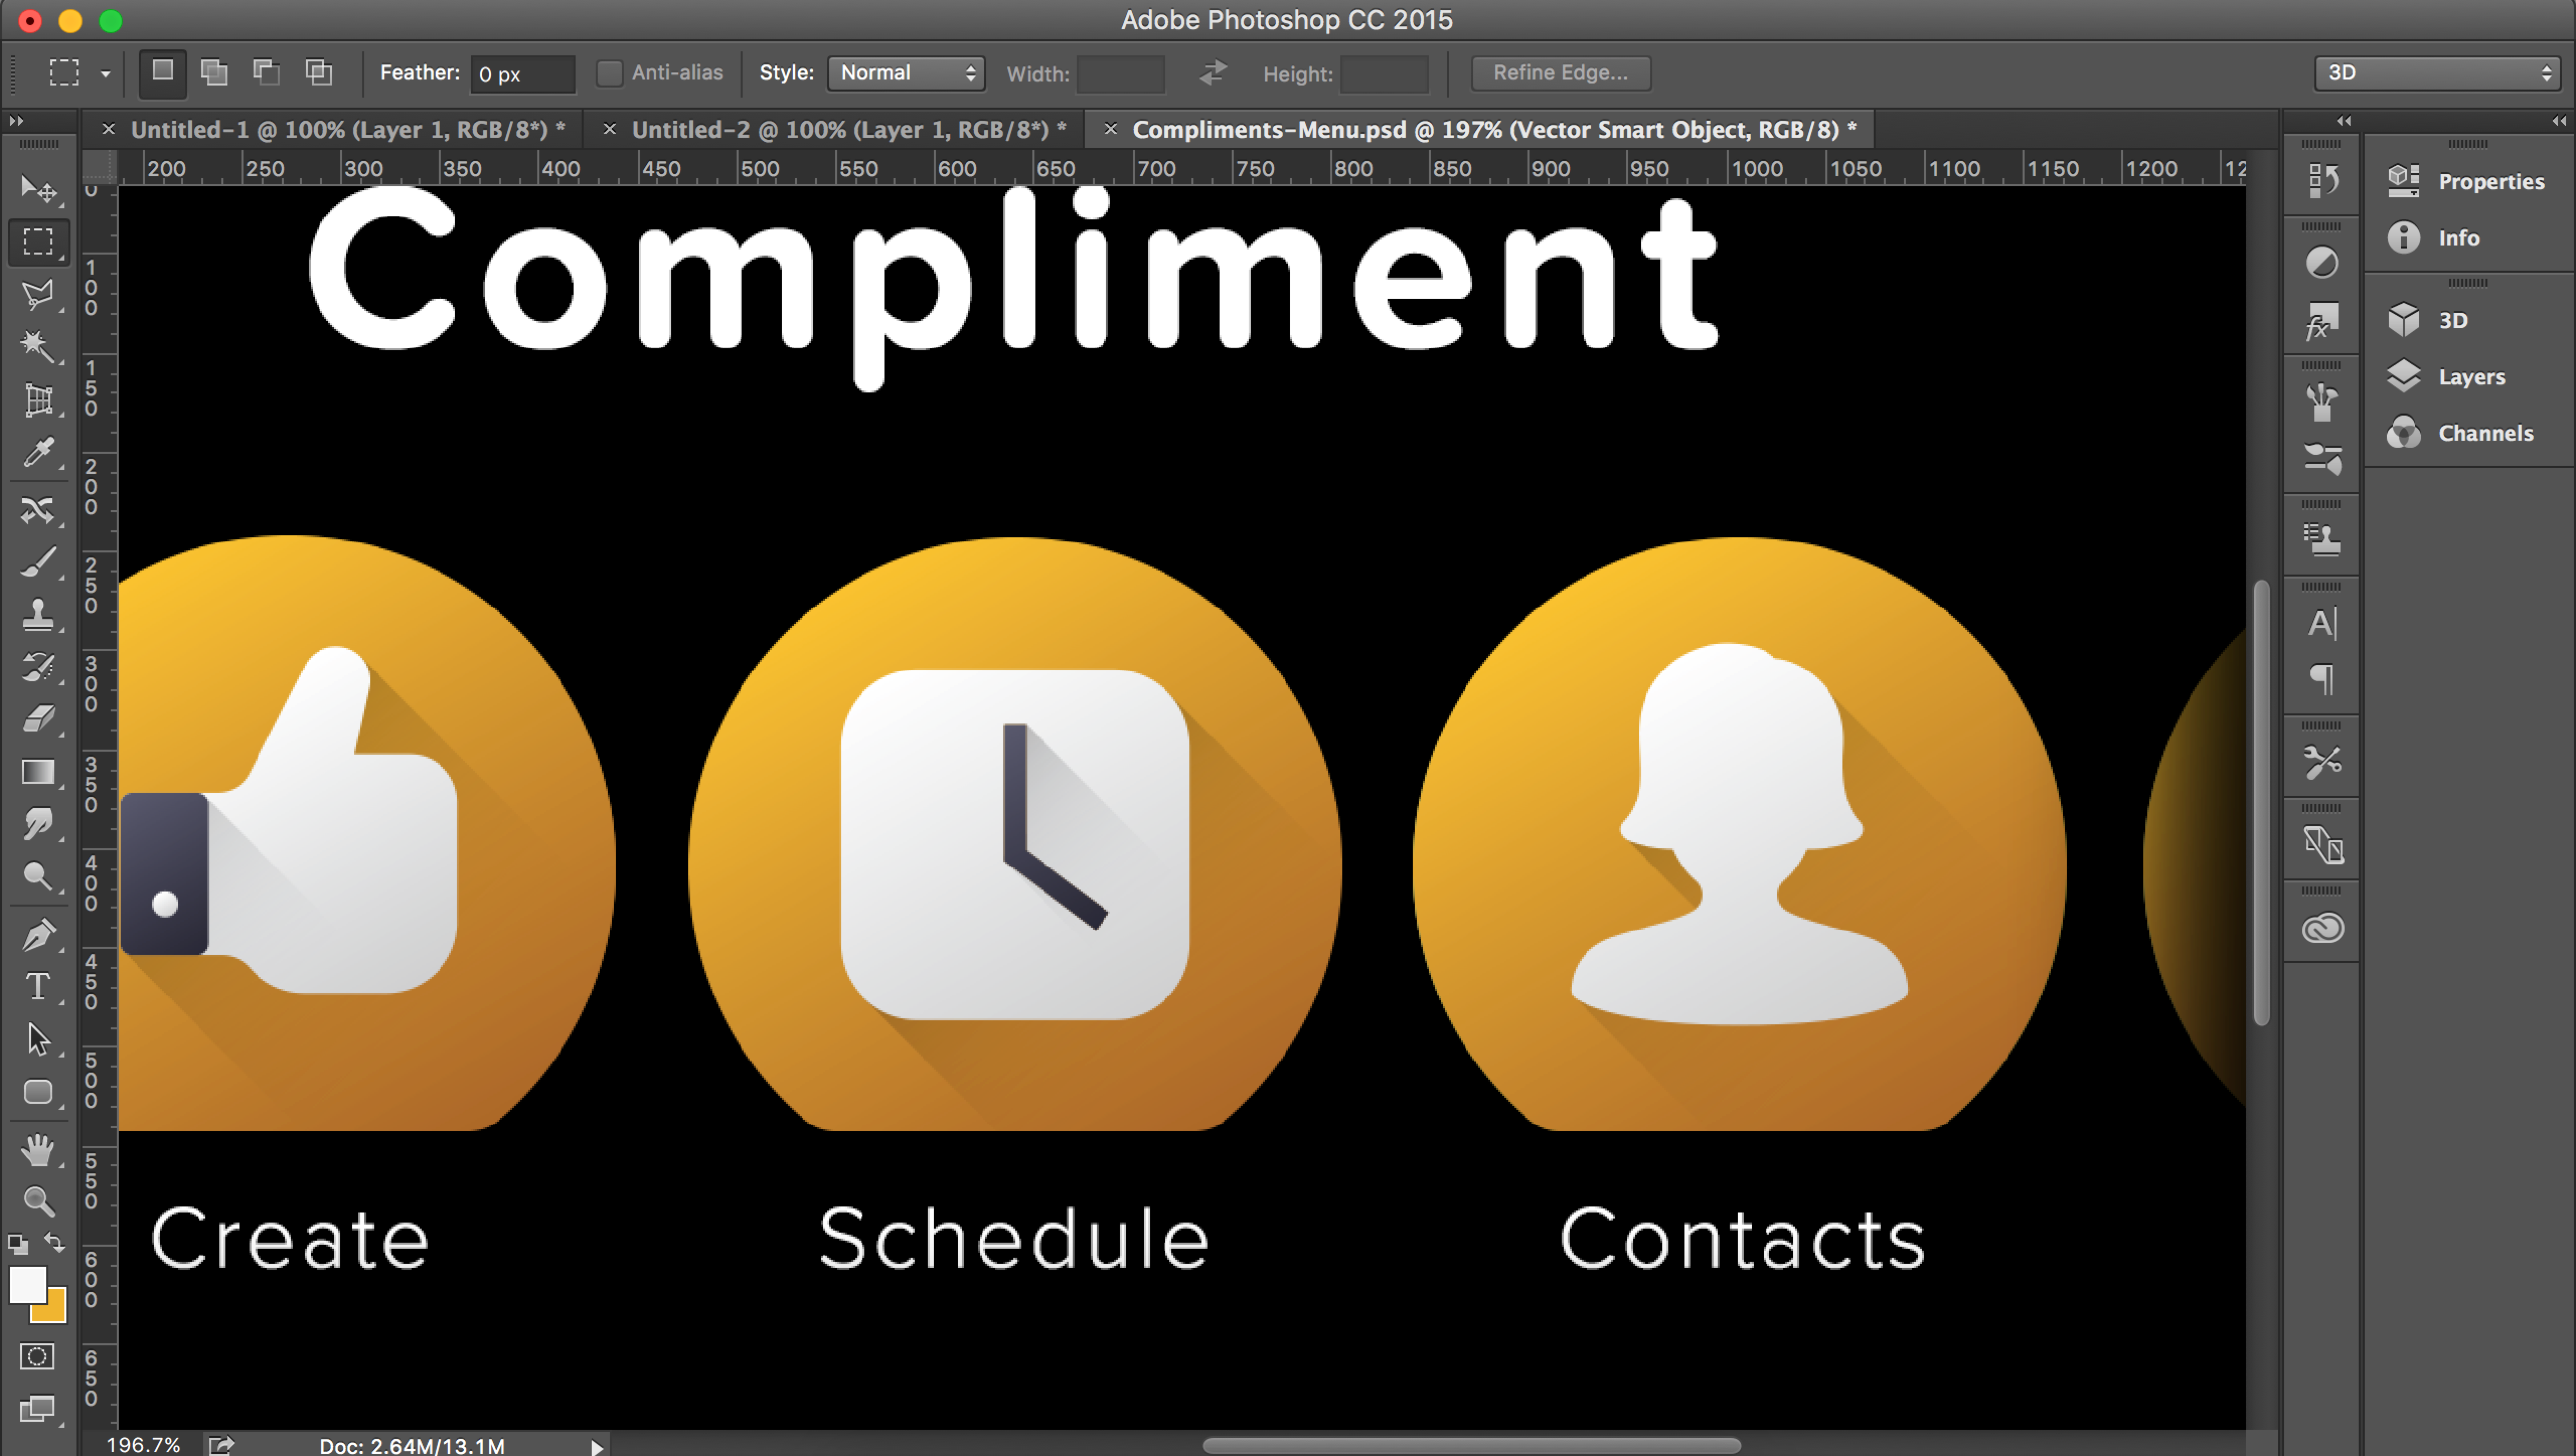 Adobe Photoshop CC 2015
Feather: 0 px Anti-alias Style: Normal Width: Height: Refine Edge... 3D
× Untitled-1 @ 100% (Layer 1, RGB/8*) * × Untitled-2 @ 100% (Layer 1, RGB/8*) * × Compliments-Menu.psd @ 197% (Vector Smart Object, RGB/8) *
200 250 300 350 400 450 500 550 600 650 700 750 800 850 900 950 1000 1050 1100 1150 1200 12
0
100
150
200
250
300
350
400
450
500
550
600
650
Compliment
Create Schedule Contacts
Properties
Info
3D
Layers
Channels
fx
A
¶
T
196.7% Doc: 2.64M/13.1M